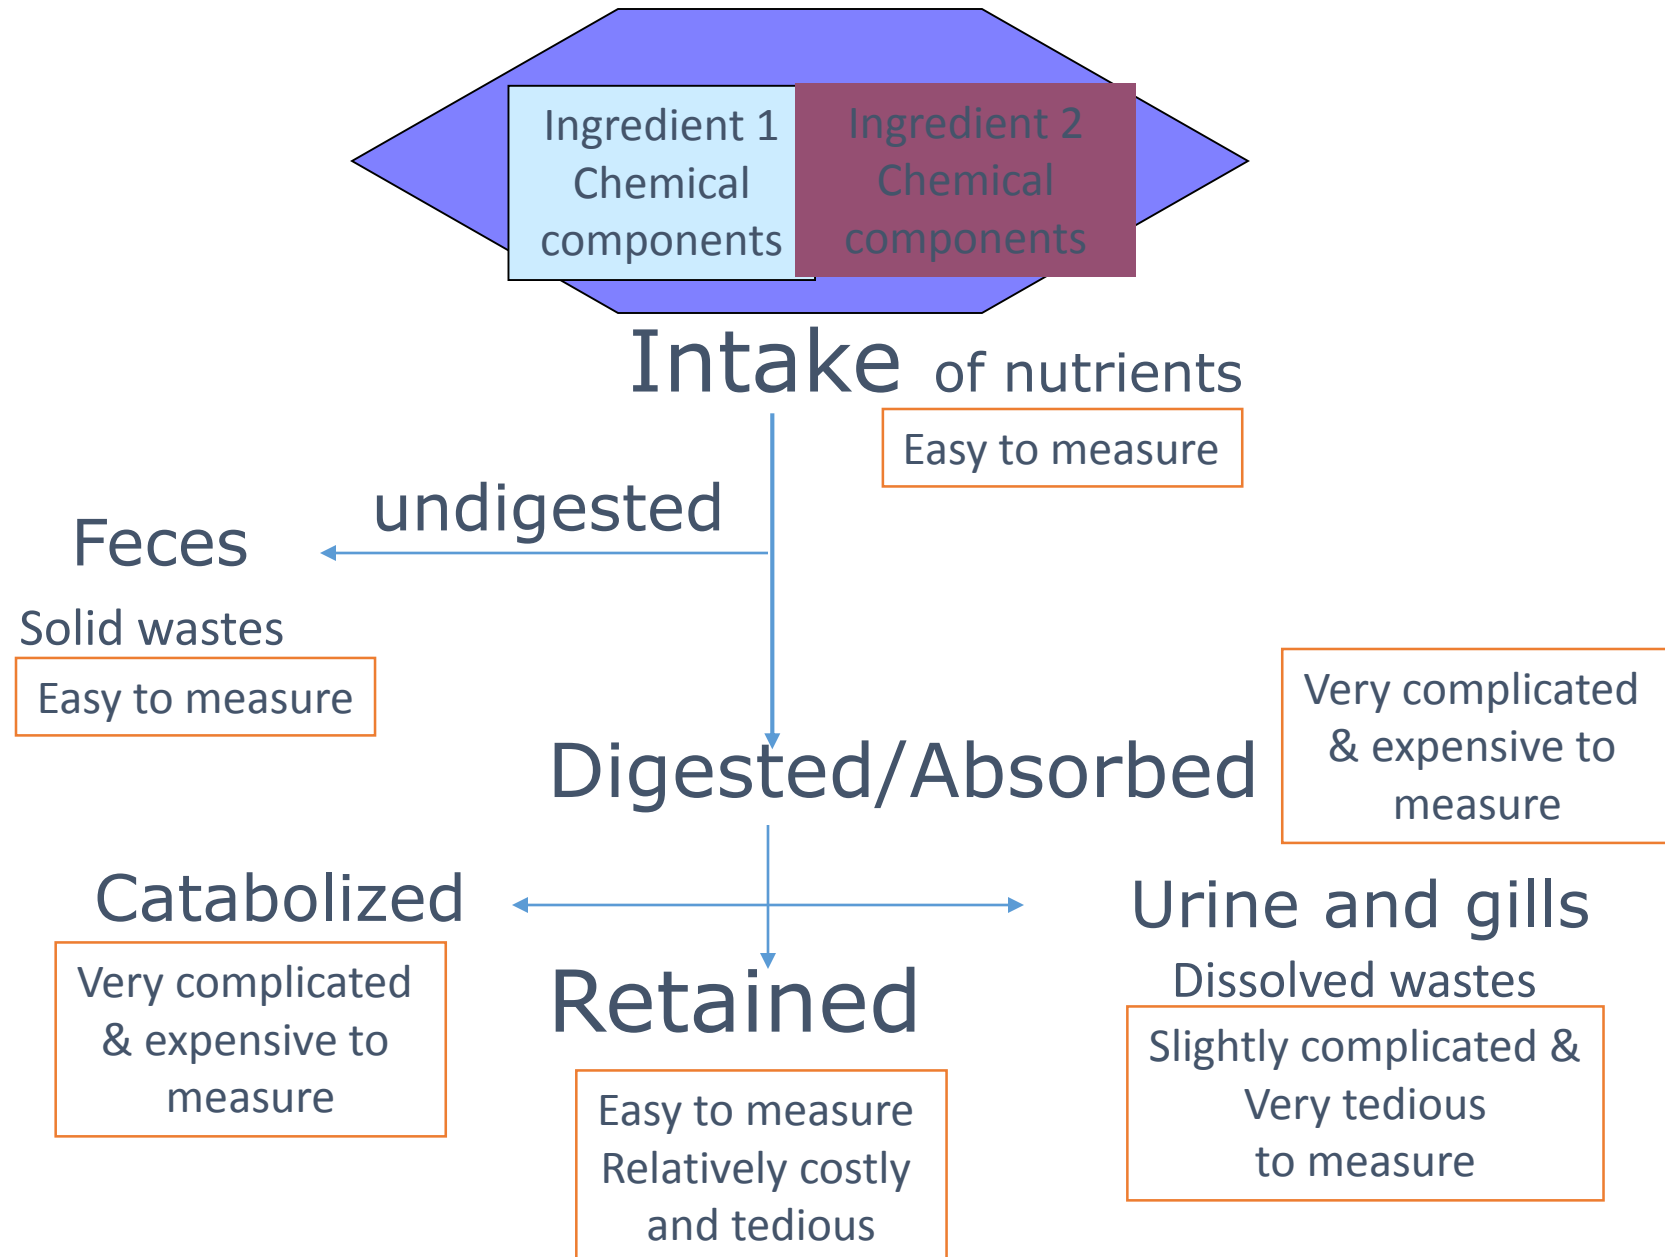 Ingredient 1
Chemical
components
Ingredient 2
Chemical
components
Intake of nutrients
Easy to measure
undigested
Feces
Solid wastes
Easy to measure
Digested/Absorbed
Very complicated
& expensive to
measure
Catabolized
Very complicated
& expensive to
measure
Retained
Easy to measure
Relatively costly
and tedious
Urine and gills
Dissolved wastes
Slightly complicated &
Very tedious
to measure